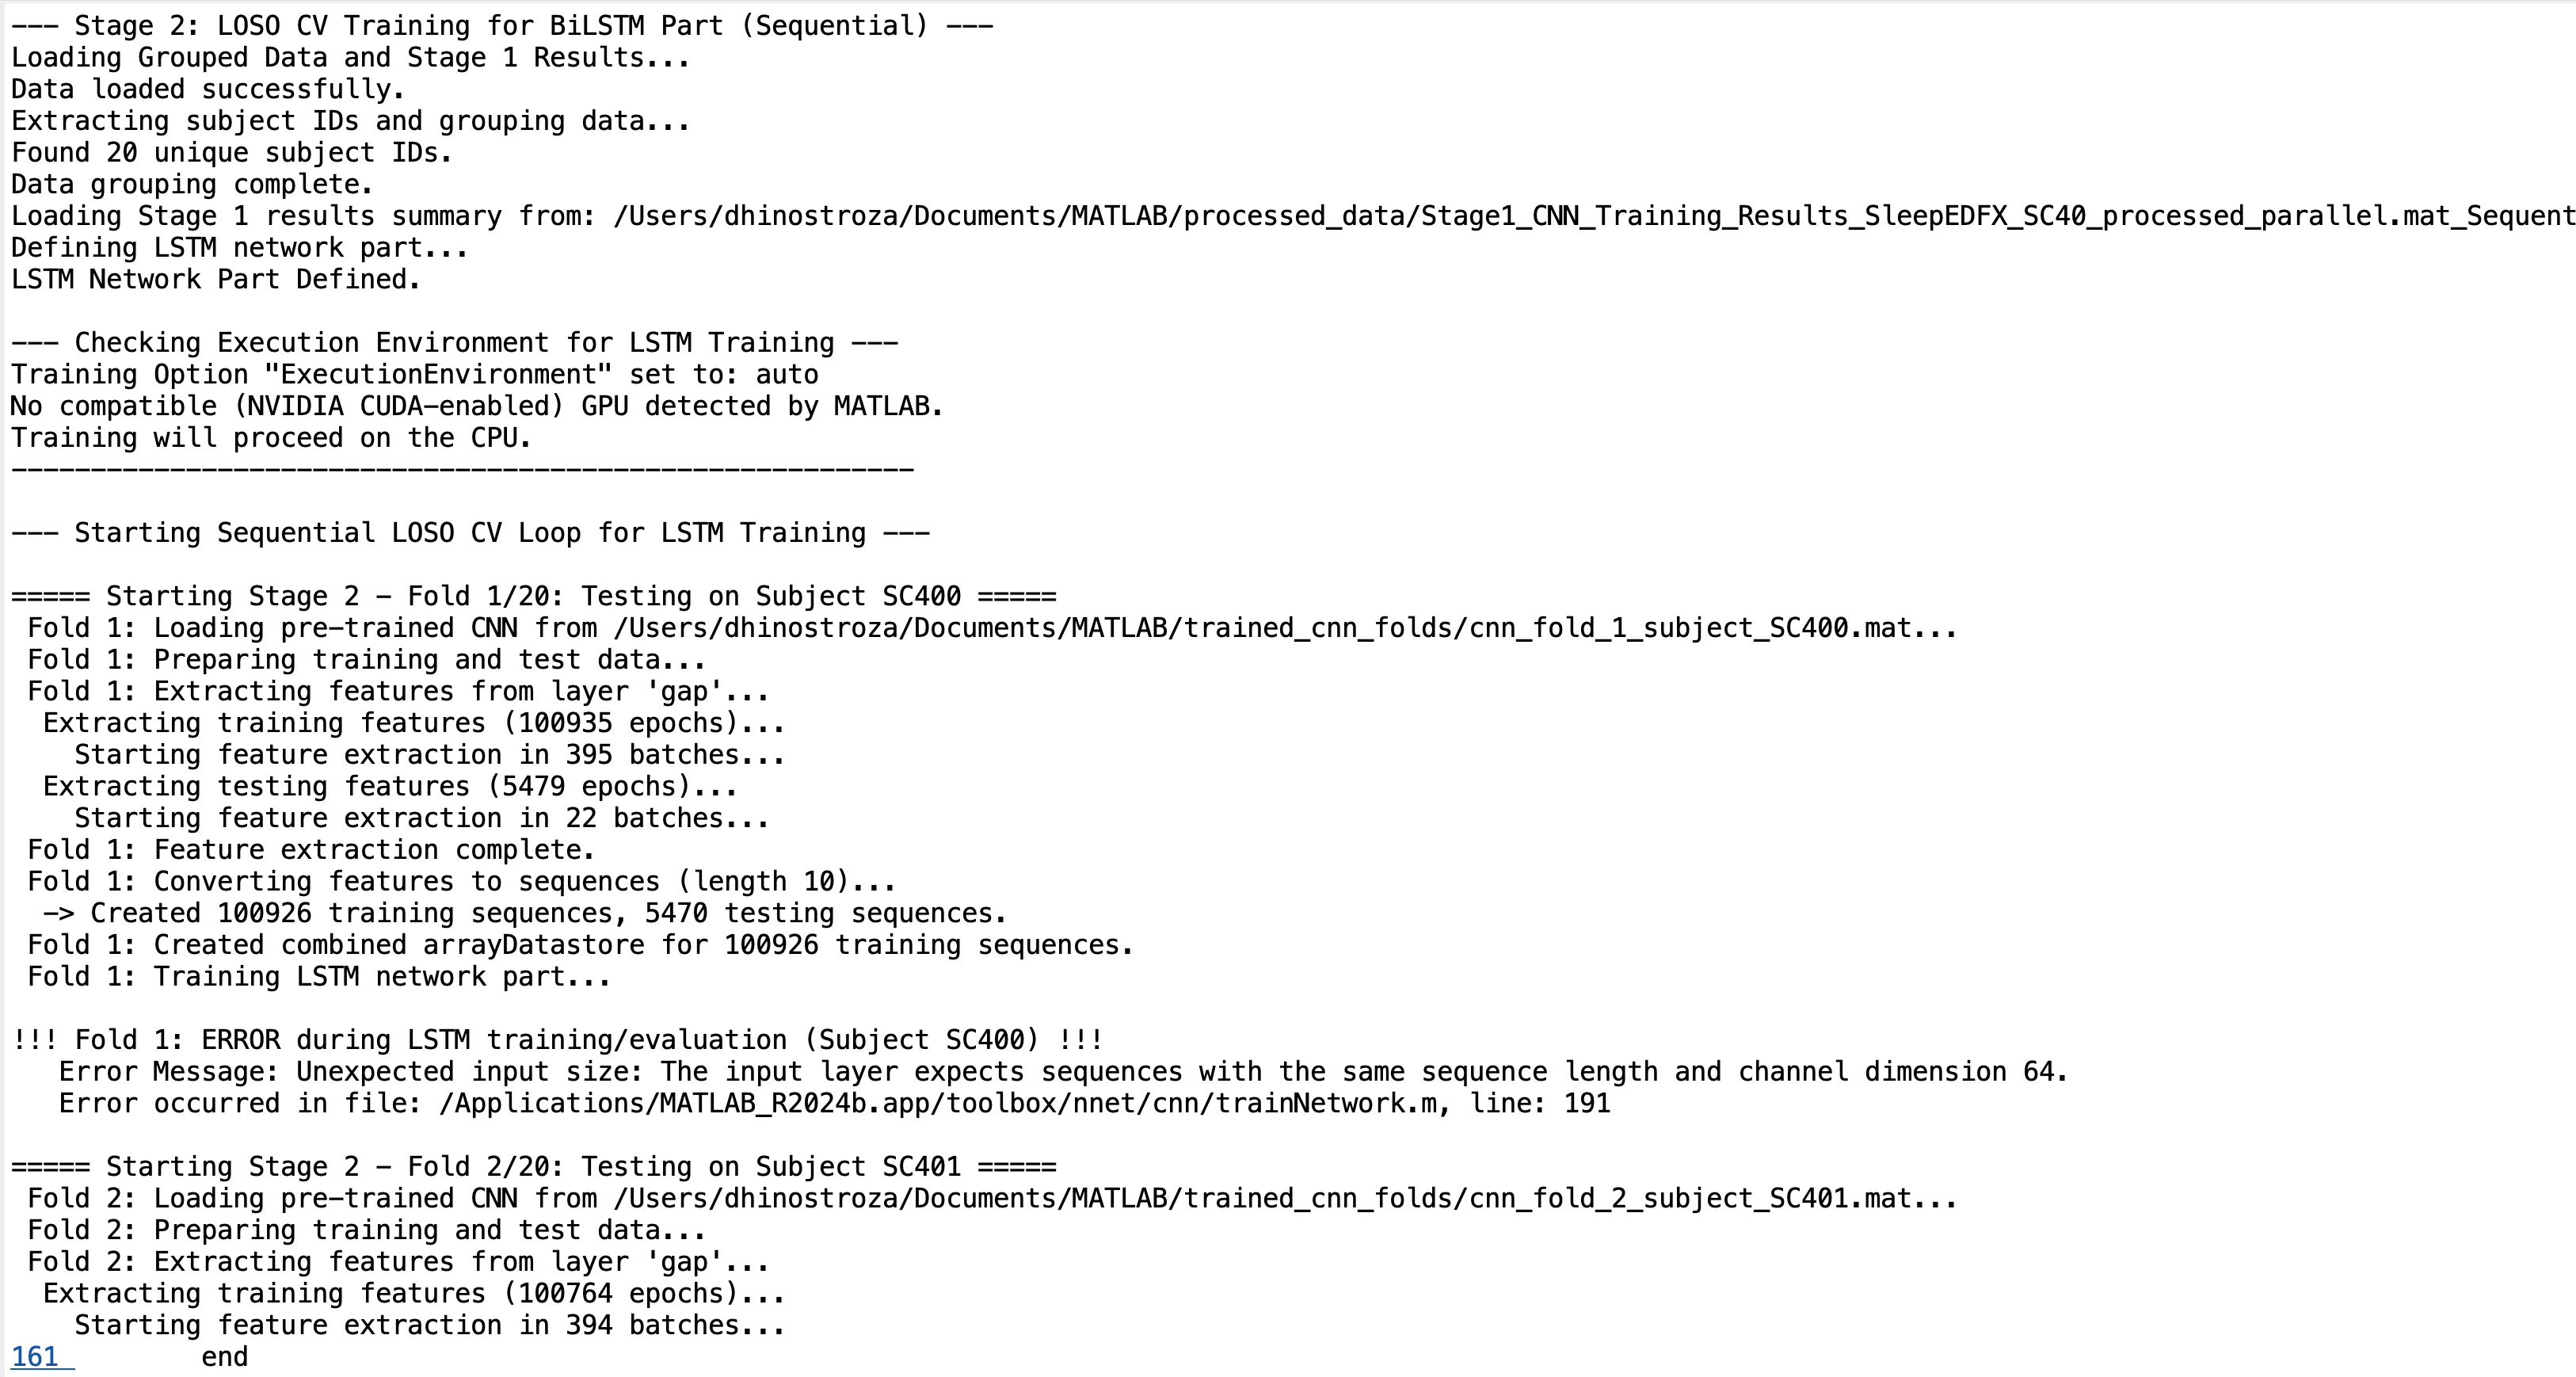 --- Stage 2: LOSO CV Training for BiLSTM Part (Sequential) ---
Loading Grouped Data and Stage 1 Results...
Data loaded successfully.
Extracting subject IDs and grouping data...
Found 20 unique subject IDs.
Data grouping complete.
Loading Stage 1 results summary from: /Users/dhinostroza/Documents/MATLAB/processed_data/Stage1_CNN_Training_Results_SleepEDFX_SC40_processed_parallel.mat_Sequent
Defining LSTM network part...
LSTM Network Part Defined.
--- Checking Execution Environment for LSTM Training ---
Training Option "ExecutionEnvironment" set to: auto
No compatible (NVIDIA CUDA-enabled) GPU detected by MATLAB.
Training will proceed on the CPU.
---------------------------------------------------------
--- Starting Sequential LOSO CV Loop for LSTM Training ---
===== Starting Stage 2 - Fold 1/20: Testing on Subject SC400 =====
Fold 1: Loading pre-trained CNN from /Users/dhinostroza/Documents/MATLAB/trained_cnn_folds/cnn_fold_1_subject_SC400.mat...
Fold 1: Preparing training and test data...
Fold 1: Extracting features from layer 'gap'...
Extracting training features (100935 epochs)...
Starting feature extraction in 395 batches...
Extracting testing features (5479 epochs)...
Starting feature extraction in 22 batches...
Fold 1: Feature extraction complete.
Fold 1: Converting features to sequences (length 10)...
-> Created 100926 training sequences, 5470 testing sequences.
Fold 1: Created combined arrayDatastore for 100926 training sequences.
Fold 1: Training LSTM network part...
!!! Fold 1: ERROR during LSTM training/evaluation (Subject SC400) !!!
Error Message: Unexpected input size: The input layer expects sequences with the same sequence length and channel dimension 64.
Error occurred in file: /Applications/MATLAB_R2024b.app/toolbox/nnet/cnn/trainNetwork.m, line: 191
===== Starting Stage 2 - Fold 2/20: Testing on Subject SC401 =====
Fold 2: Loading pre-trained CNN from /Users/dhinostroza/Documents/MATLAB/trained_cnn_folds/cnn_fold_2_subject_SC401.mat...
Fold 2: Preparing training and test data...
Fold 2: Extracting features from layer 'gap'...
Extracting training features (100764 epochs)...
Starting feature extraction in 394 batches...
161 end